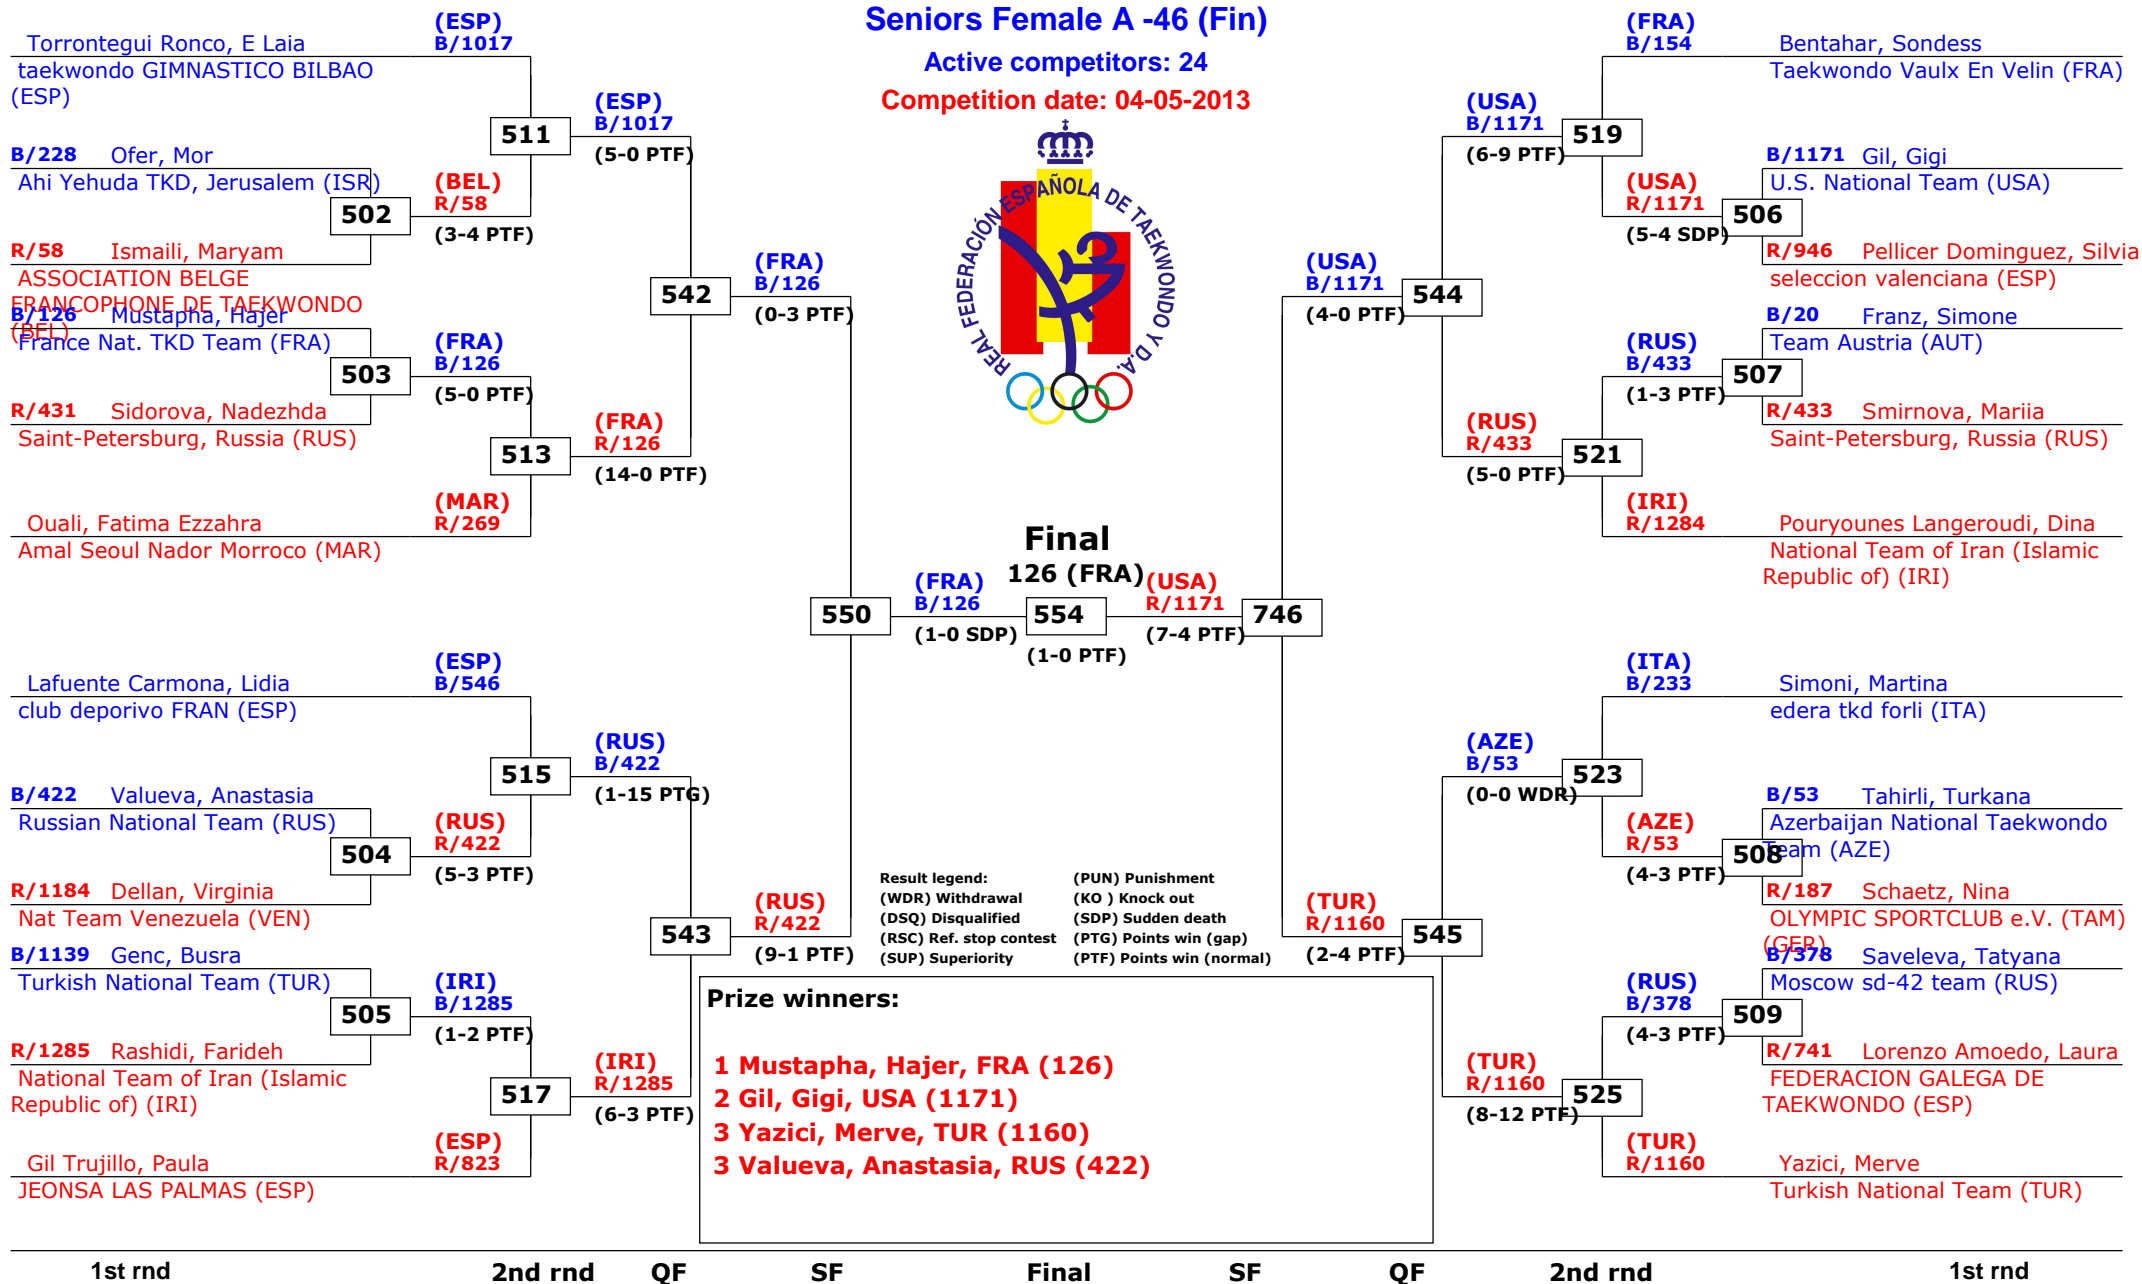 Seniors Female A -46 (Fin)
Active competitors: 24
Competition date: 04-05-2013
REAL FEDERACIÓN ESPAÑOLA DE TAEKWONDO Y D.A.
Torrontegui Ronco, E Laia
taekwondo GIMNASTICO BILBAO
(ESP)
(ESP)
B/1017
B/228 Ofer, Mor
Ahi Yehuda TKD, Jerusalem (ISR)
502
R/58 Ismaili, Maryam
ASSOCIATION BELGE
FRANCOPHONE DE TAEKWONDO
(BEL)
(BEL)
R/58
(3-4 PTF)
511
(ESP)
B/1017
(5-0 PTF)
B/126 Mustapha, Hajer
France Nat. TKD Team (FRA)
503
R/431 Sidorova, Nadezhda
Saint-Petersburg, Russia (RUS)
(FRA)
B/126
(5-0 PTF)
513
(FRA)
R/126
(14-0 PTF)
Ouali, Fatima Ezzahra
Amal Seoul Nador Morroco (MAR)
(MAR)
R/269
542
(FRA)
B/126
(0-3 PTF)
Lafuente Carmona, Lidia
club deporivo FRAN (ESP)
(ESP)
B/546
B/422 Valueva, Anastasia
Russian National Team (RUS)
504
R/1184 Dellan, Virginia
Nat Team Venezuela (VEN)
(RUS)
R/422
(5-3 PTF)
515
(RUS)
B/422
(1-15 PTG)
B/1139 Genc, Busra
Turkish National Team (TUR)
505
R/1285 Rashidi, Farideh
National Team of Iran (Islamic
Republic of) (IRI)
(IRI)
B/1285
(1-2 PTF)
517
(IRI)
R/1285
(6-3 PTF)
Gil Trujillo, Paula
JEONSA LAS PALMAS (ESP)
(ESP)
R/823
543
(RUS)
R/422
(9-1 PTF)
550
(FRA)
B/126
(1-0 SDP)
Final
126 (FRA)
554
(1-0 PTF)
(USA)
R/1171
(7-4 PTF)
746
(FRA)
B/154
Bentahar, Sondess
Taekwondo Vaulx En Velin (FRA)
B/1171 Gil, Gigi
U.S. National Team (USA)
506
R/946 Pellicer Dominguez, Silvia
seleccion valenciana (ESP)
(USA)
R/1171
(5-4 SDP)
519
(USA)
B/1171
(6-9 PTF)
B/20 Franz, Simone
Team Austria (AUT)
507
R/433 Smirnova, Mariia
Saint-Petersburg, Russia (RUS)
(RUS)
B/433
(1-3 PTF)
521
(RUS)
R/433
(5-0 PTF)
(IRI)
R/1284
Pouryounes Langeroudi, Dina
National Team of Iran (Islamic
Republic of) (IRI)
544
(USA)
B/1171
(4-0 PTF)
(ITA)
B/233
Simoni, Martina
edera tkd forli (ITA)
B/53 Tahirli, Turkana
Azerbaijan National Taekwondo
Team (AZE)
508
R/187 Schaetz, Nina
OLYMPIC SPORTCLUB e.V. (TAM)
(GER)
(AZE)
R/53
(4-3 PTF)
523
(AZE)
B/53
(0-0 WDR)
B/378 Saveleva, Tatyana
Moscow sd-42 team (RUS)
509
R/741 Lorenzo Amoedo, Laura
FEDERACION GALEGA DE
TAEKWONDO (ESP)
(RUS)
B/378
(4-3 PTF)
525
(TUR)
R/1160
(8-12 PTF)
(TUR)
R/1160
Yazici, Merve
Turkish National Team (TUR)
545
(TUR)
R/1160
(2-4 PTF)
Result legend:
(WDR) Withdrawal
(DSQ) Disqualified
(RSC) Ref. stop contest
(SUP) Superiority
(PUN) Punishment
(KO ) Knock out
(SDP) Sudden death
(PTG) Points win (gap)
(PTF) Points win (normal)
Prize winners:
1 Mustapha, Hajer, FRA (126)
2 Gil, Gigi, USA (1171)
3 Yazici, Merve, TUR (1160)
3 Valueva, Anastasia, RUS (422)
1st rnd 2nd rnd QF SF Final SF QF 2nd rnd 1st rnd